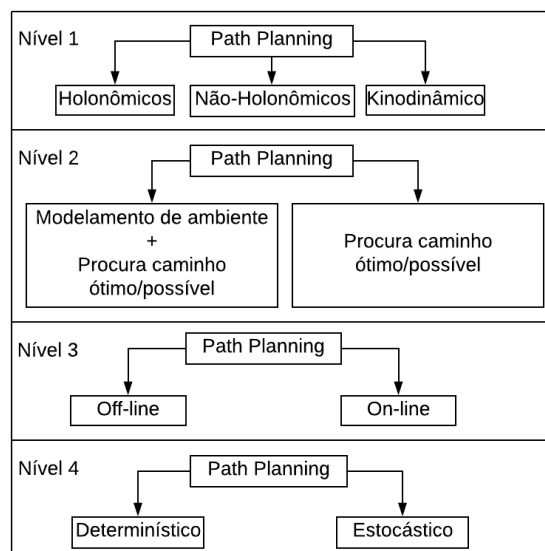 Nível 1
Path Planning
Holonômicos
Não-Holonômicos
Kinodinâmico
Nível 2
Path Planning
Modelamento de ambiente
+
Procura caminho
ótimo/possível
Procura caminho
ótimo/possível
Nível 3
Path Planning
Off-line
On-line
Nível 4
Path Planning
Determinístico
Estocástico